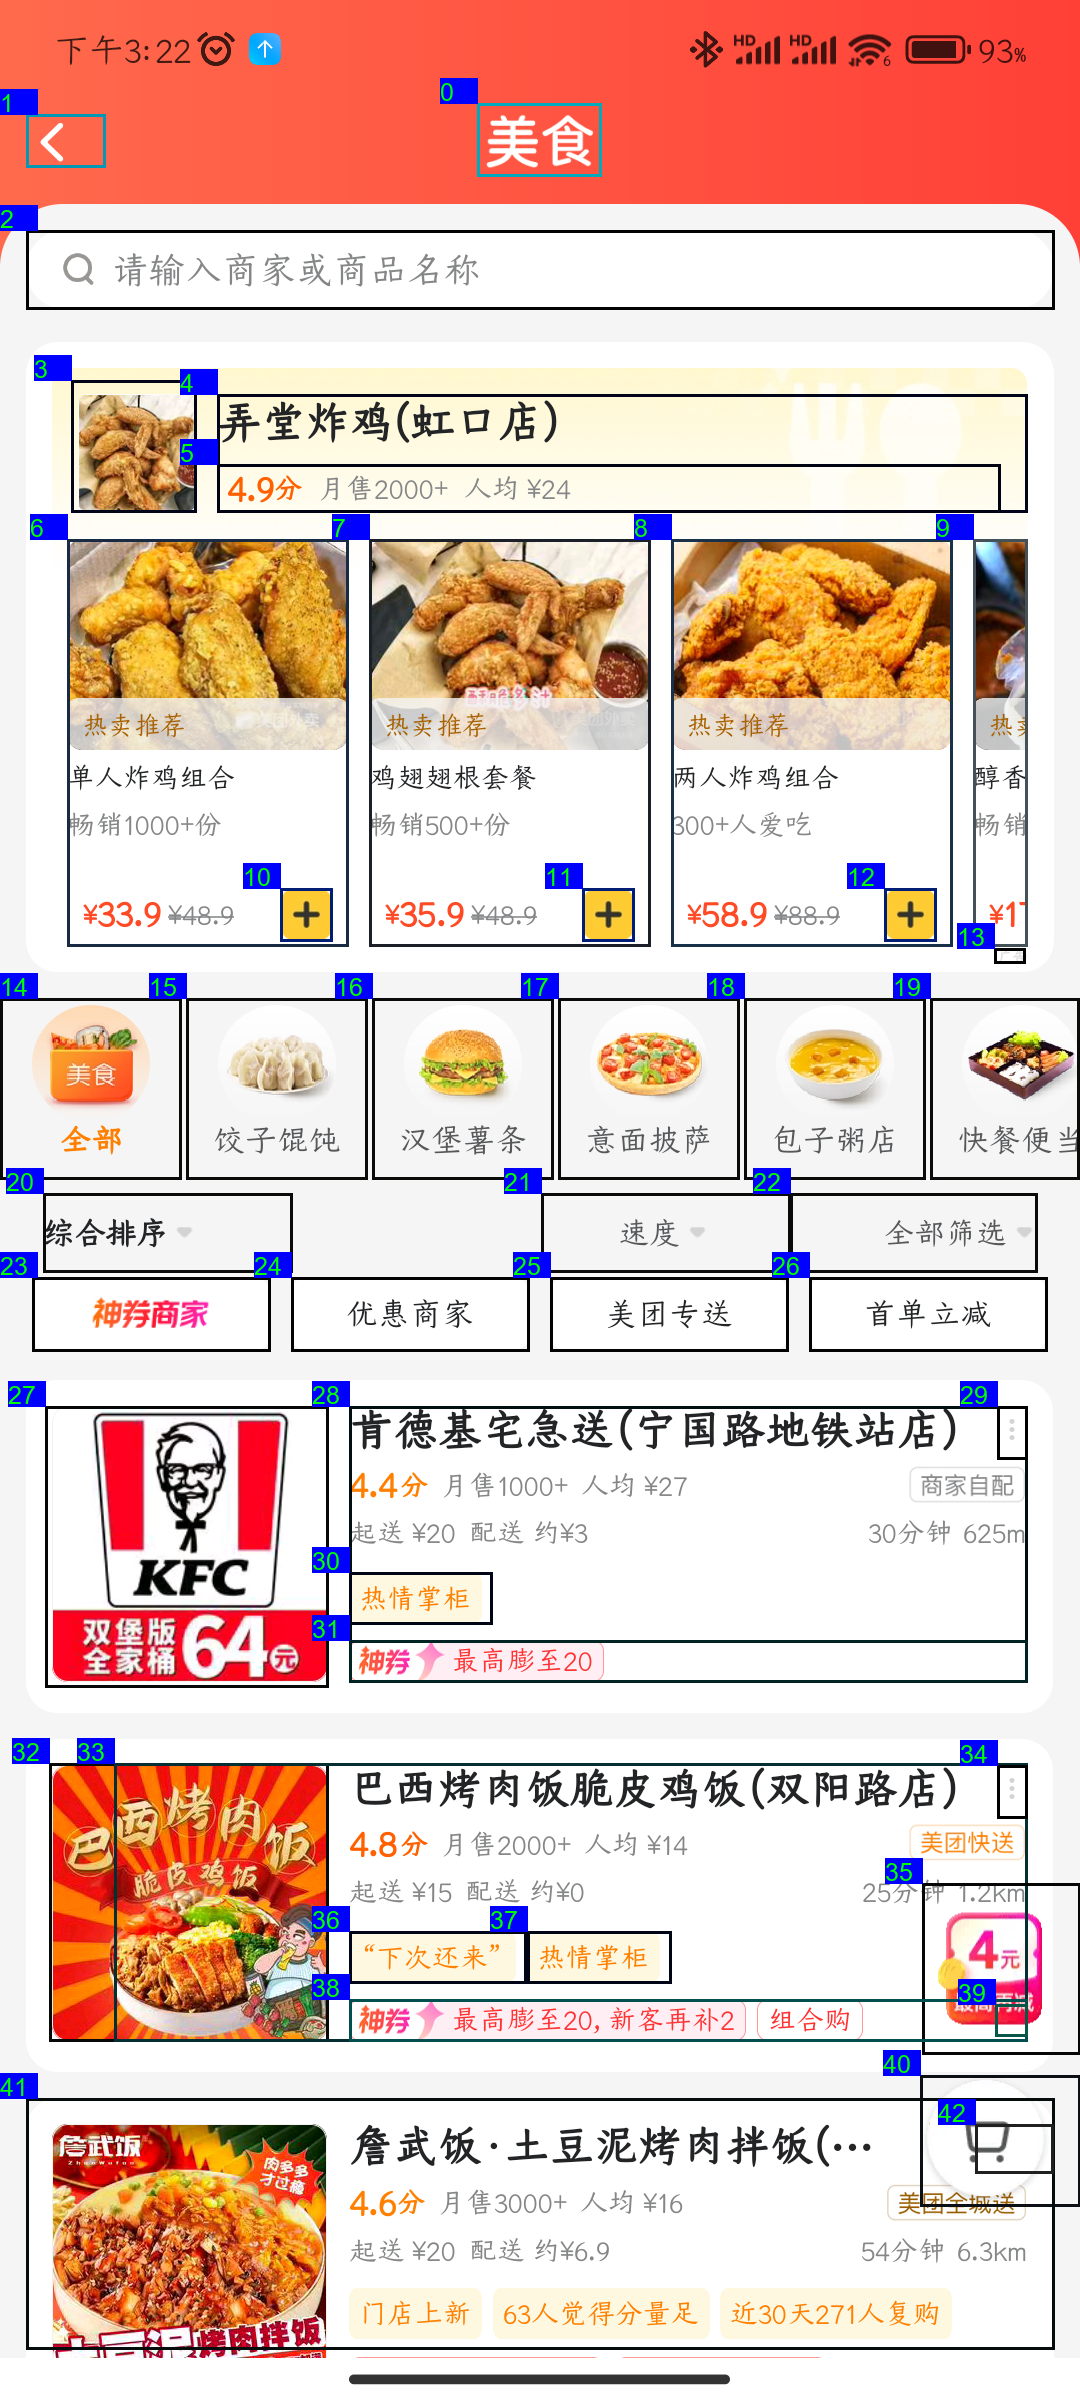 下午3:22
HD HD 6 93%
0
1
美食
2
请输入商家或商品名称
3
4
弄堂炸鸡(虹口店)
5
4.9分 月售2000+ 人均 ¥24
6 7 8 9
热卖推荐 热卖推荐 热卖推荐 热卖
单人炸鸡组合 鸡翅翅根套餐 两人炸鸡组合 醇香
畅销1000+份 畅销500+份 300+人爱吃 畅销
10 11 12
¥33.9 ¥48.9 ¥35.9 ¥48.9 ¥58.9 ¥88.9 ¥17
13
14 15 16 17 18 19
美食
全部 饺子馄饨 汉堡薯条 意面披萨 包子粥店 快餐便当
20 21 22
综合排序 速度 全部筛选
23 24 25 26
神券商家 优惠商家 美团专送 首单立减
27 28 29
肯德基宅急送(宁国路地铁站店)
4.4分 月售1000+ 人均 ¥27 商家自配
起送 ¥20 配送 约¥3 30分钟 625m
30
热情掌柜
31
神券 最高膨至20
KFC
双堡版
全家桶 64元
32 33 34
巴西烤肉饭
脆皮鸡饭
巴西烤肉饭脆皮鸡饭(双阳路店)
4.8分 月售2000+ 人均 ¥14 美团快送
35
起送 ¥15 配送 约¥0 25分钟 1.2km
36 37
“下次还来” 热情掌柜
4元
38 39
神券 最高膨至20,新客再补2 组合购
40
41
42
詹武饭
ZhaoWufan
肉多多
才过瘾
詹武饭·土豆泥烤肉拌饭(…
4.6分 月售3000+ 人均 ¥16 美团全城送
起送 ¥20 配送 约¥6.9 54分钟 6.3km
门店上新 63人觉得分量足 近30天271人复购
土豆泥烤肉拌饭